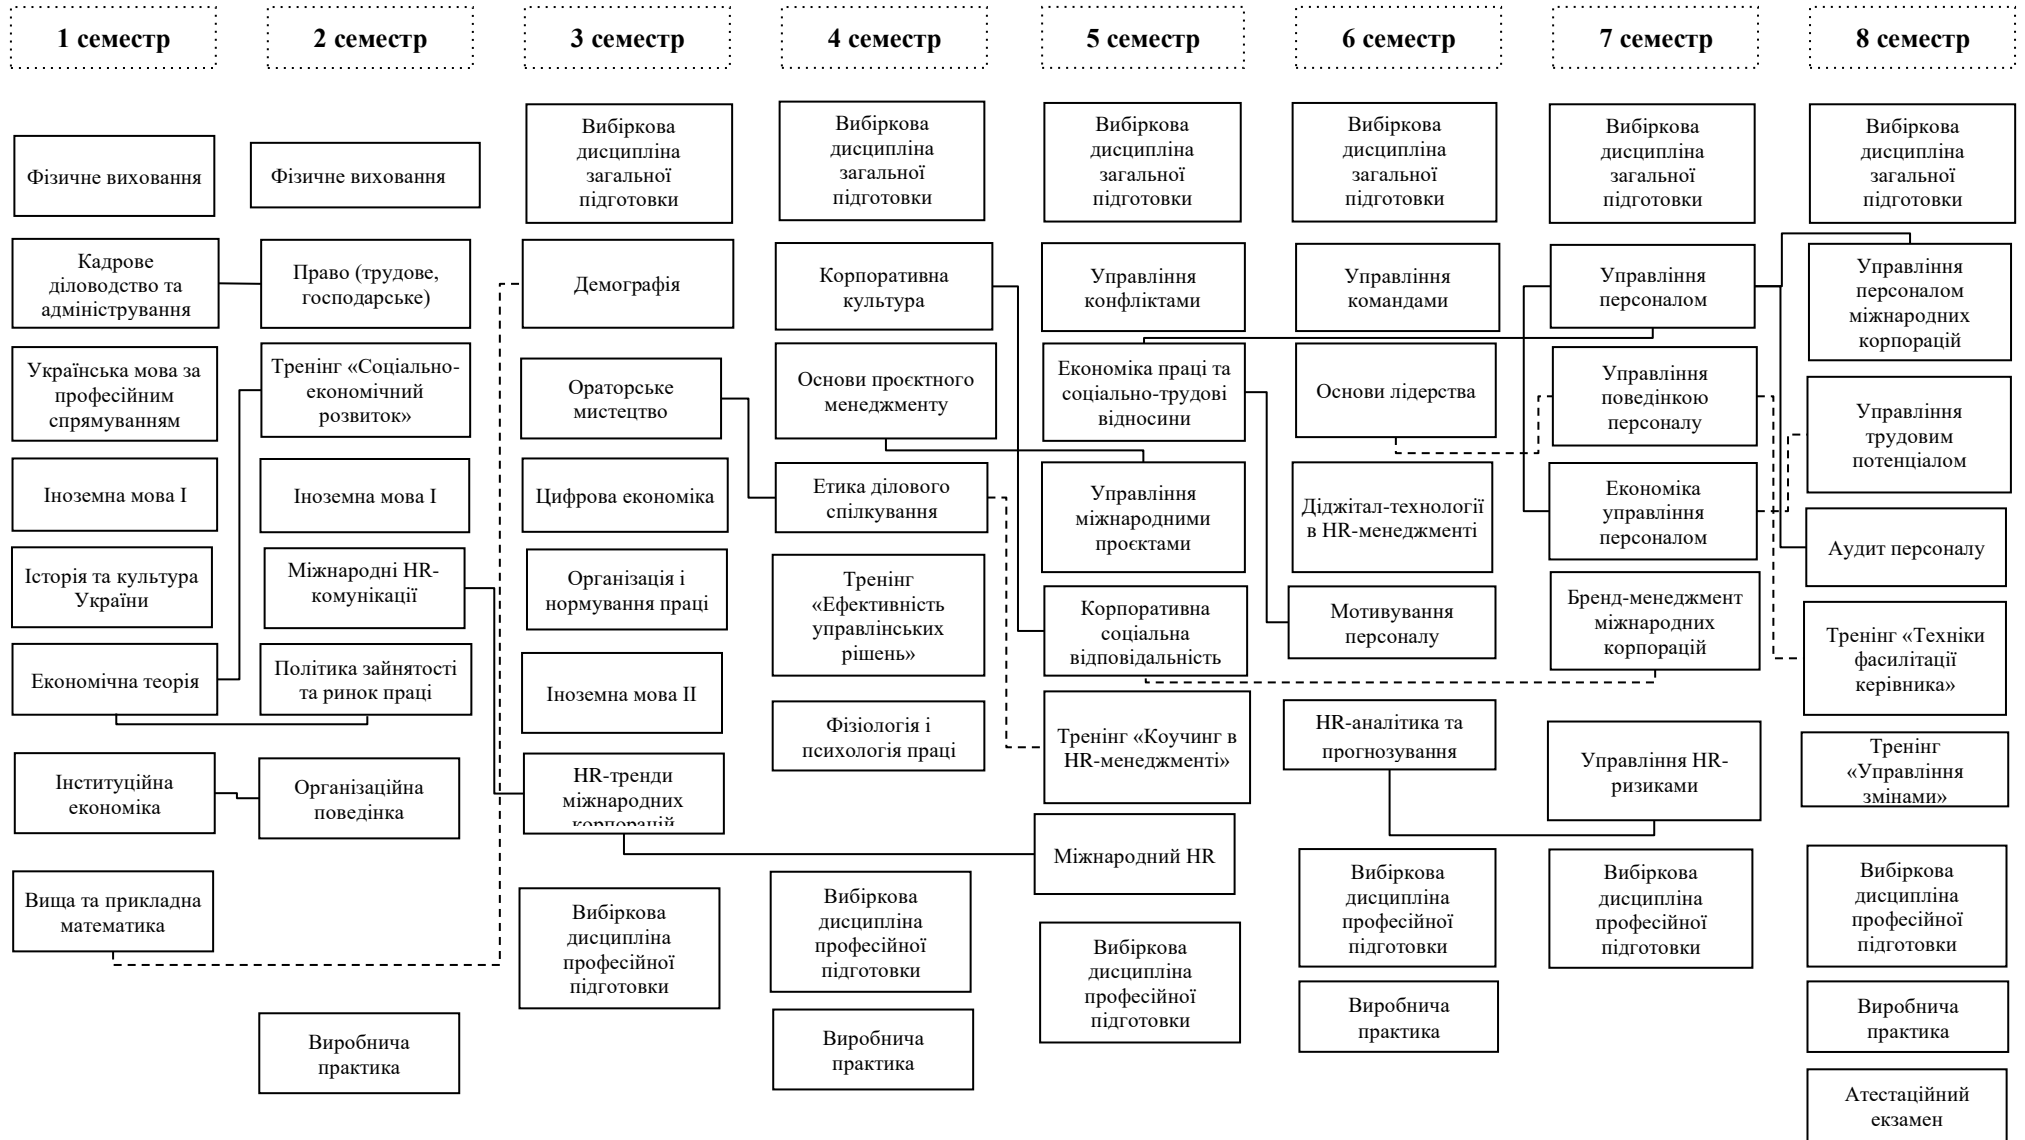 1 семестр
2 семестр
3 семестр
4 семестр
5 семестр
6 семестр
7 семестр
8 семестр
Фізичне виховання
Кадрове
діловодство та
адміністрування
Українська мова за
професійним
спрямуванням
Іноземна мова І
Історія та культура
України
Економічна теорія
Інституційна
економіка
Вища та прикладна
математика
Фізичне виховання
Право (трудове,
господарське)
Тренінг «Соціально-
економічний
розвиток»
Іноземна мова І
Міжнародні HR-
комунікації
Політика зайнятості
та ринок праці
Організаційна
поведінка
Виробнича
практика
Вибіркова
дисципліна
загальної
підготовки
Демографія
Ораторське
мистецтво
Цифрова економіка
Організація і
нормування праці
Іноземна мова ІІ
HR-тренди
міжнародних
корпорацій
Вибіркова
дисципліна
професійної
підготовки
Вибіркова
дисципліна
загальної
підготовки
Корпоративна
культура
Основи проєктного
менеджменту
Етика ділового
спілкування
Тренінг
«Ефективність
управлінських
рішень»
Фізіологія і
психологія праці
Вибіркова
дисципліна
професійної
підготовки
Виробнича
практика
Вибіркова
дисципліна
загальної
підготовки
Управління
конфліктами
Економіка праці та
соціально-трудові
відносини
Управління
міжнародними
проєктами
Корпоративна
соціальна
відповідальність
Тренінг «Коучинг в
HR-менеджменті»
Міжнародний HR
Вибіркова
дисципліна
професійної
підготовки
Вибіркова
дисципліна
загальної
підготовки
Управління
командами
Основи лідерства
Діджітал-технології
в HR-менеджменті
Мотивування
персоналу
HR-аналітика та
прогнозування
Вибіркова
дисципліна
професійної
підготовки
Виробнича
практика
Вибіркова
дисципліна
загальної
підготовки
Управління
персоналом
Управління
поведінкою
персоналу
Економіка
управління
персоналом
Бренд-менеджмент
міжнародних
корпорацій
Управління HR-
ризиками
Вибіркова
дисципліна
професійної
підготовки
Вибіркова
дисципліна
загальної
підготовки
Управління
персоналом
міжнародних
корпорацій
Управління
трудовим
потенціалом
Аудит персоналу
Тренінг «Техніки
фасилітації
керівника»
Тренінг
«Управління
змінами»
Вибіркова
дисципліна
професійної
підготовки
Виробнича
практика
Атестаційний
екзамен